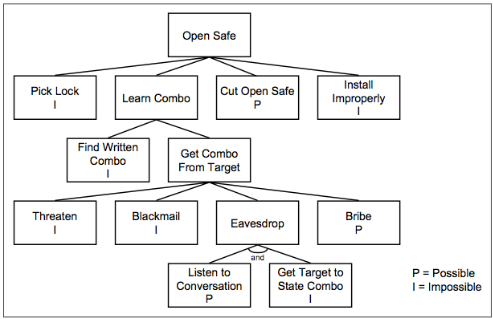 Open Safe
Pick Lock
I
Learn Combo
Cut Open Safe
P
Install
Improperly
I
Find Written
Combo
I
Get Combo
From Target
Threaten
I
Blackmail
I
Eavesdrop
Bribe
P
and
Listen to
Conversation
P
Get Target to
State Combo
I
P = Possible
I = Impossible